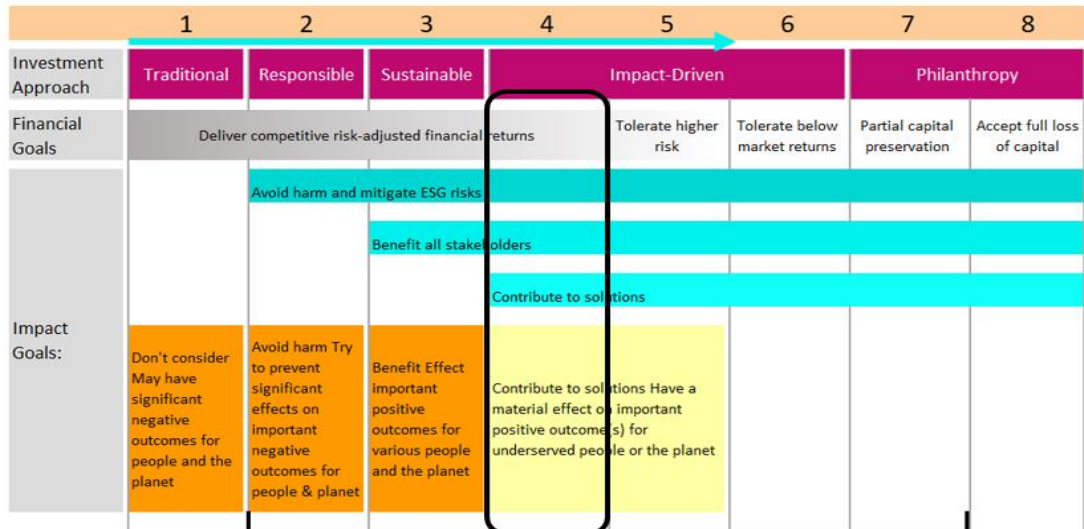 1 2 3 4 5 6 7 8
Investment
Approach
Traditional
Responsible
Sustainable
Impact-Driven
Philanthropy
Financial
Goals
Deliver competitive risk-adjusted financial returns
Tolerate higher
risk
Tolerate below
market returns
Partial capital
preservation
Accept full loss
of capital
Impact
Goals:
Avoid harm and mitigate ESG risks
Benefit all stakeholders
Contribute to solutions
Don't consider
May have
significant
negative
outcomes for
people and the
planet
Avoid harm Try
to prevent
significant
effects on
important
negative
outcomes for
people & planet
Benefit Effect
important
positive
outcomes for
various people
and the planet
Contribute to solutions Have a
material effect on important
positive outcome(s) for
underserved people or the planet